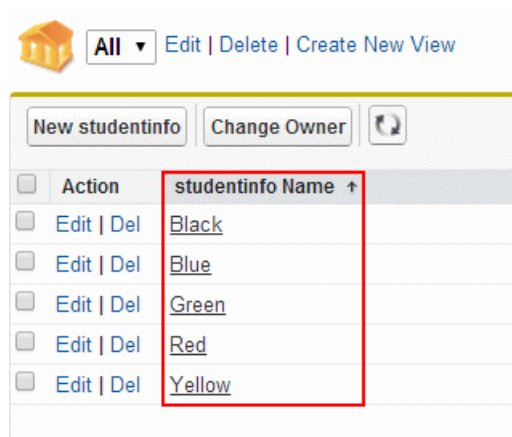 All ▼ Edit | Delete | Create New View
New studentinfo Change Owner
Action studentinfo Name ↑
Edit | Del Black
Edit | Del Blue
Edit | Del Green
Edit | Del Red
Edit | Del Yellow